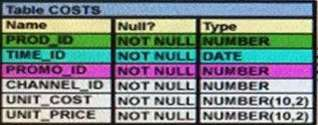 Table COSTS
Name Null? Type
PROD_ID NOT NULL NUMBER
TIME_ID NOT NULL DATE
PROMO_ID NOT NULL NUMBER
CHANNEL_ID NOT NULL NUMBER
UNIT_COST NOT NULL NUMBER(10,2)
UNIT_PRICE NOT NULL NUMBER(10,2)